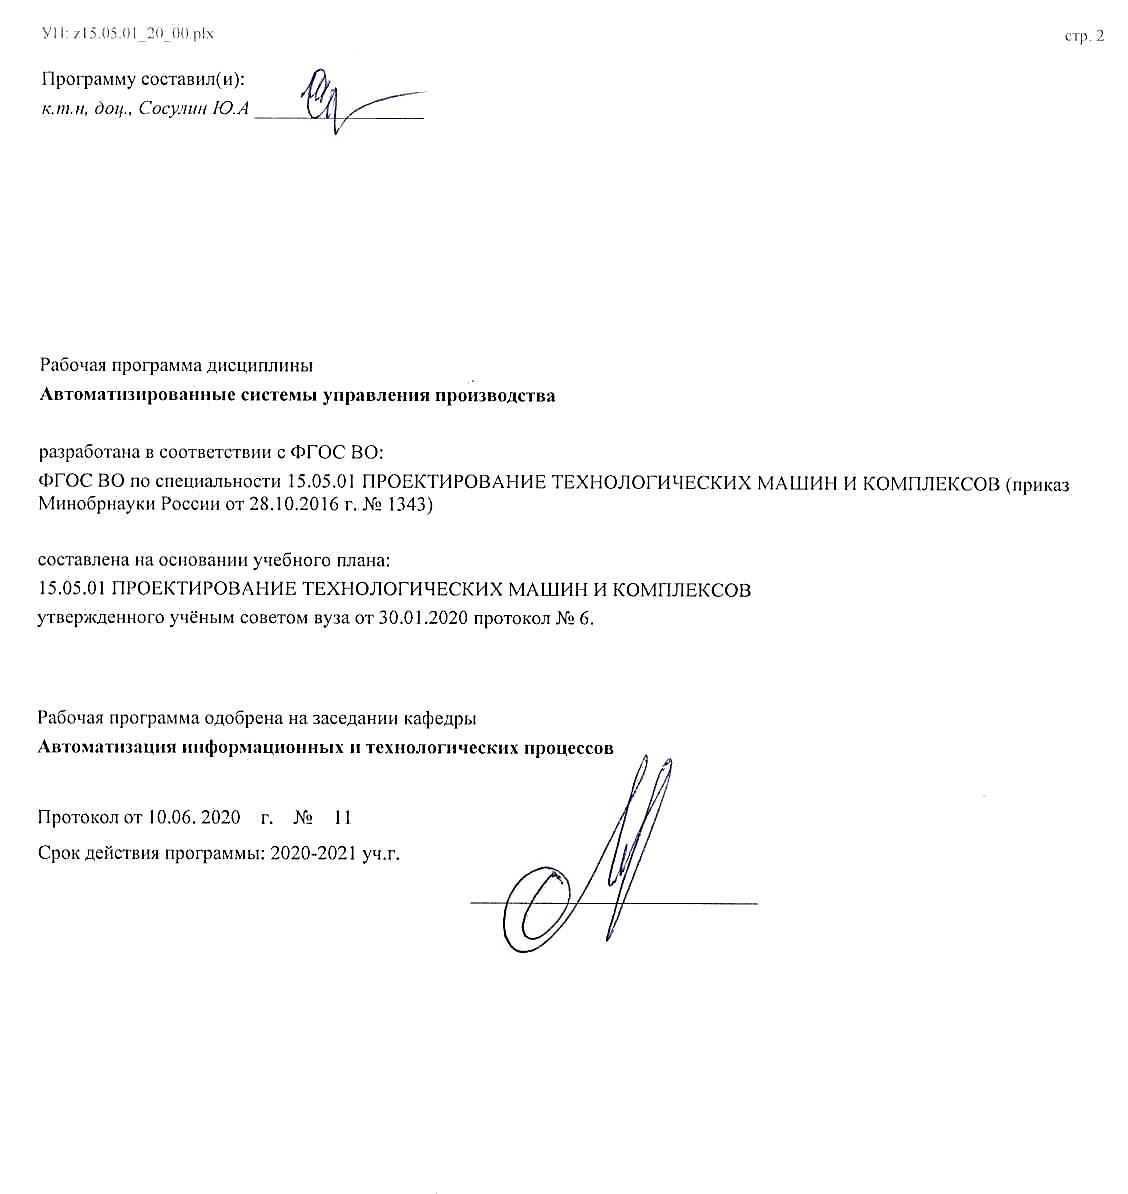 УП: z15.05.01_20_00.plx
стр. 2
Программу составил(и):
к.т.н, доц., Сосулин Ю.А
Рабочая программа дисциплины
Автоматизированные системы управления производства
разработана в соответствии с ФГОС ВО:
ФГОС ВО по специальности 15.05.01 ПРОЕКТИРОВАНИЕ ТЕХНОЛОГИЧЕСКИХ МАШИН И КОМПЛЕКСОВ (приказ
Минобрнауки России от 28.10.2016 г. № 1343)
составлена на основании учебного плана:
15.05.01 ПРОЕКТИРОВАНИЕ ТЕХНОЛОГИЧЕСКИХ МАШИН И КОМПЛЕКСОВ
утвержденного учёным советом вуза от 30.01.2020 протокол № 6.
Рабочая программа одобрена на заседании кафедры
Автоматизация информационных и технологических процессов
Протокол от 10.06. 2020 г. № 11
Срок действия программы: 2020-2021 уч.г.